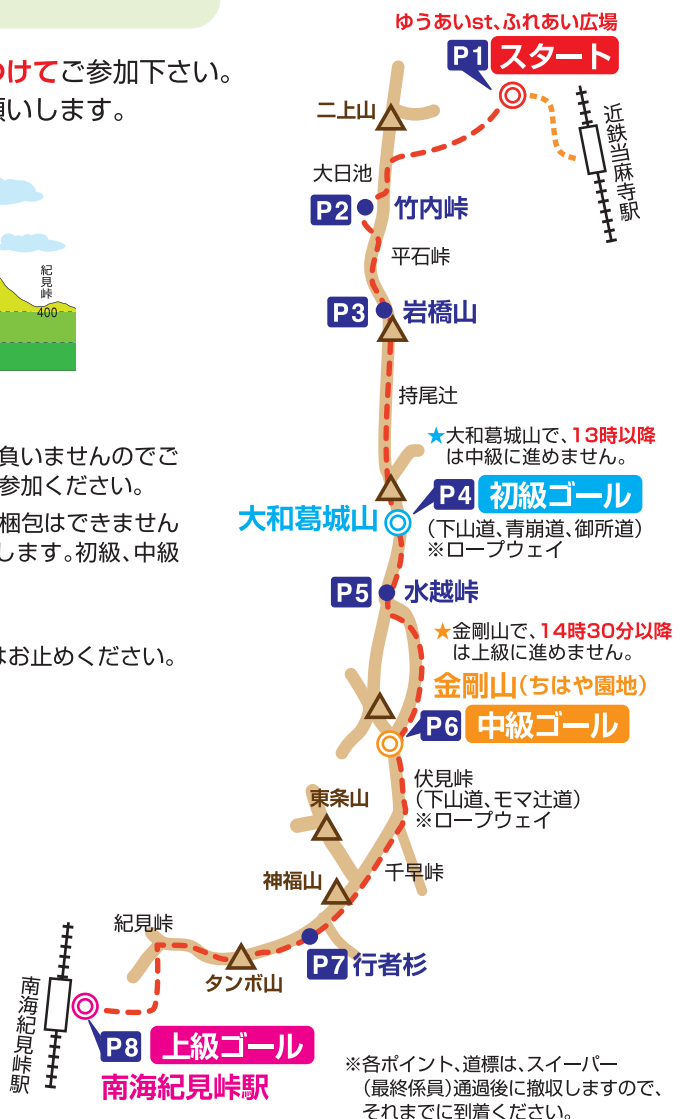 ゆうあいst、ふれあい広場
P1 スタート
つけてご参加下さい。
願いします。
近鉄当麻寺駅
二上山
大日池
P2 竹内峠
平石峠
紀見峠
400
P3 岩橋山
持尾辻
★大和葛城山で、13時以降
は中級に進めません。
負いませんのでご
参加ください。
P4 初級ゴール
大和葛城山
(下山道、青崩道、御所道)
※ロープウェイ
梱包はできません
します。初級、中級
P5 水越峠
★金剛山で、14時30分以降
は上級に進めません。
はお止めください。
金剛山(ちはや園地)
P6 中級ゴール
伏見峠
(下山道、モマ辻道)
※ロープウェイ
東条山
千早峠
神福山
紀見峠
P7 行者杉
タンボ山
南海紀見峠駅
P8 上級ゴール
南海紀見峠駅
※各ポイント、道標は、スイーパー
(最終係員)通過後に撤収しますので、
それまでに到着ください。